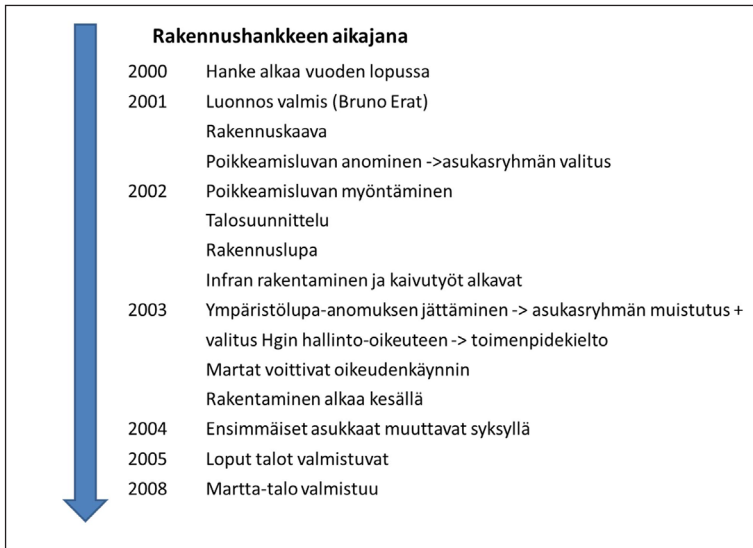 Rakennushankkeen aikajana
2000 Hanke alkaa vuoden lopussa
2001 Luonnos valmis (Bruno Erat)
Rakennuskaava
Poikkeamisluvan anominen ->asukasryhmän valitus
2002 Poikkeamisluvan myöntäminen
Talosuunnittelu
Rakennuslupa
Infran rakentaminen ja kaivutyöt alkavat
2003 Ympäristölupa-anomuksen jättäminen -> asukasryhmän muistutus +
valitus Hgin hallinto-oikeuteen -> toimenpidekielto
Martat voittivat oikeudenkäynnin
Rakentaminen alkaa kesällä
2004 Ensimmäiset asukkaat muuttavat syksyllä
2005 Loput talot valmistuvat
2008 Martta-talo valmistuu